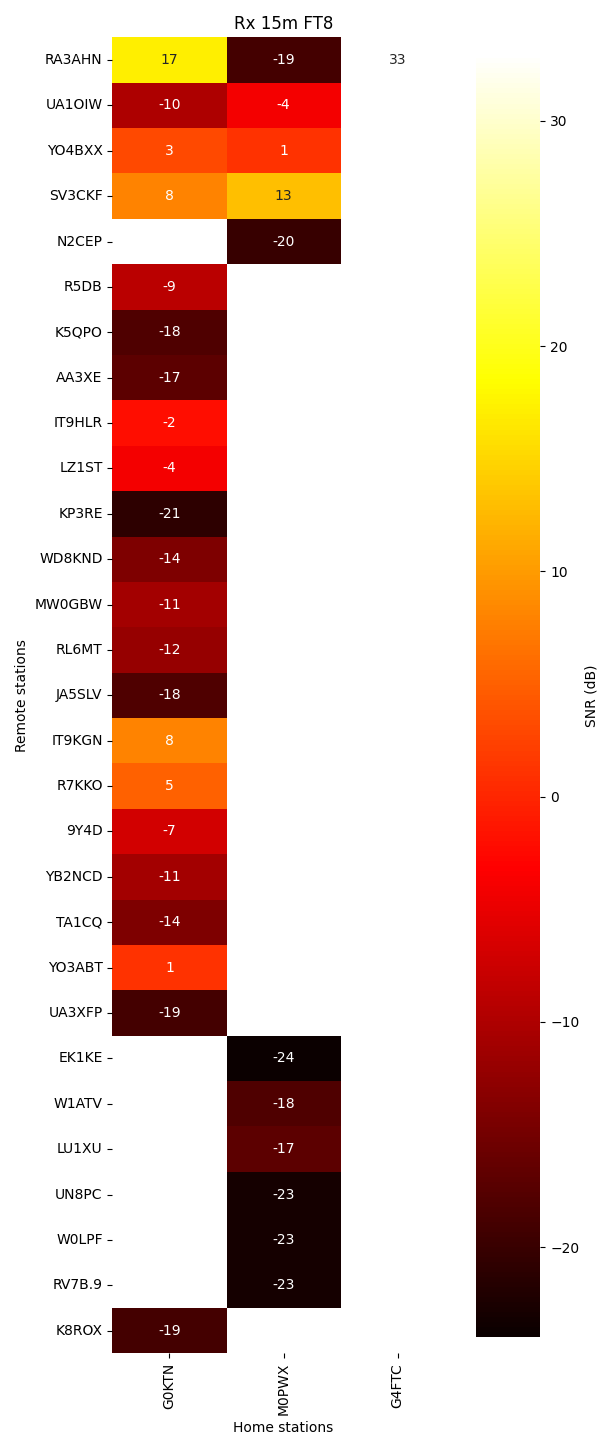 Rx 15m FT8
RA3AHN 17 -19 33
UA1OIW -10 -4
YO4BXX 3 1
SV3CKF 8 13
N2CEP -20
R5DB -9
K5QPO -18
AA3XE -17
IT9HLR -2
LZ1ST -4
KP3RE -21
WD8KND -14
MW0GBW -11
RL6MT -12
JA5SLV -18
IT9KGN 8
R7KKO 5
9Y4D -7
YB2NCD -11
TA1CQ -14
YO3ABT 1
UA3XFP -19
EK1KE -24
W1ATV -18
LU1XU -17
UN8PC -23
W0LPF -23
RV7B.9 -23
K8ROX -19
G0KTN
M0PWX
G4FTC
Home stations
Remote stations
30
20
10
0
−10
−20
SNR (dB)